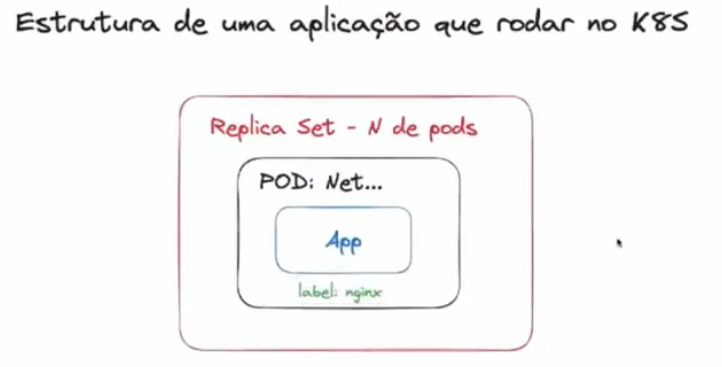 Estrutura de uma aplicação que rodar no K8S
Replica Set - N de pods
POD: Net...
App
label: nginx